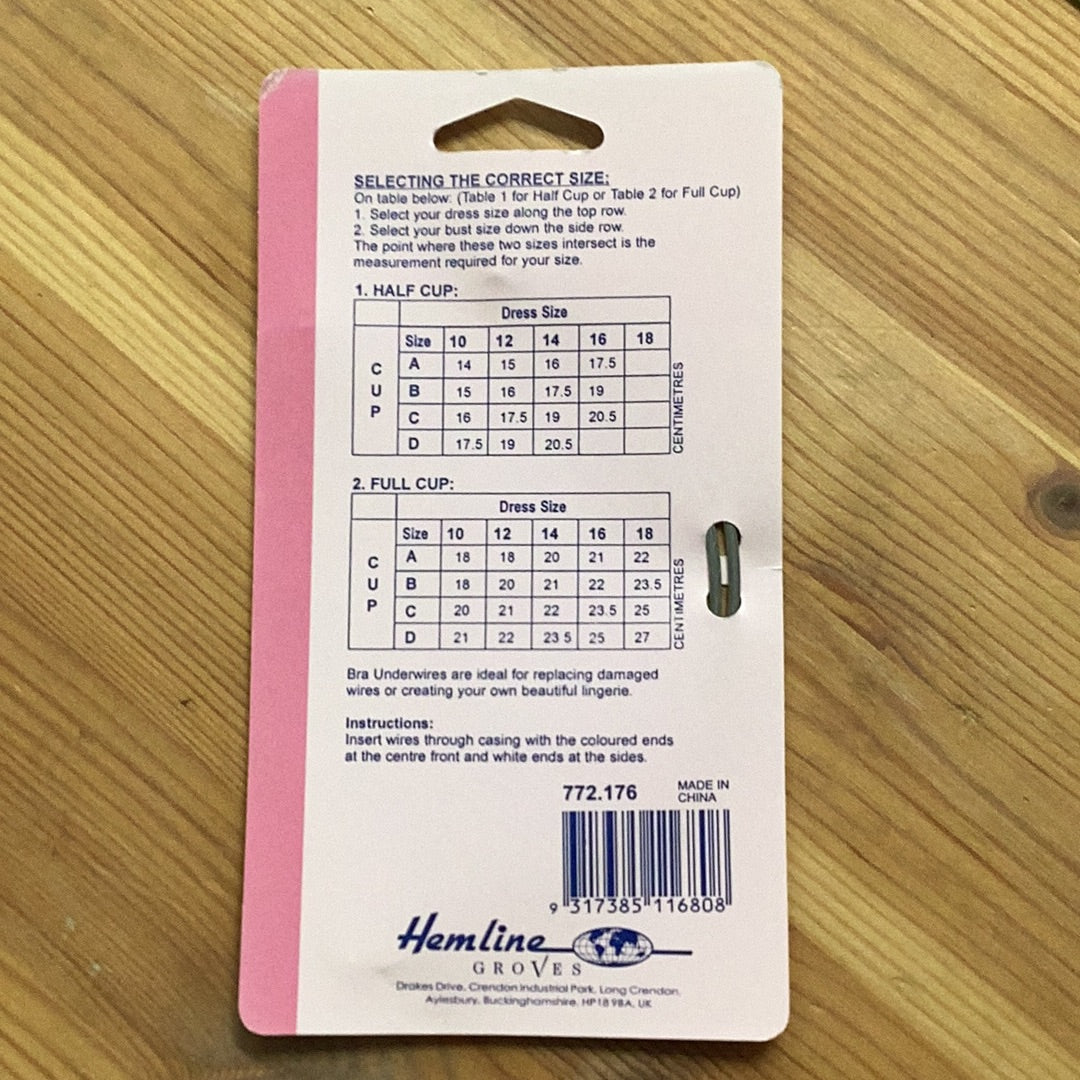 SELECTING THE CORRECT SIZE:
On table below: (Table 1 for Half Cup or Table 2 for Full Cup)
1. Select your dress size along the top row.
2. Select your bust size down the side row.
The point where these two sizes intersect is the
measurement required for your size.
1. HALF CUP:
Dress Size
Size 10 12 14 16 18
A 14 15 16 17.5
B 15 16 17.5 19
C 16 17.5 19 20.5
D 17.5 19 20.5
CUP
CENTIMETRES
2. FULL CUP:
Dress Size
Size 10 12 14 16 18
A 18 18 20 21 22
B 18 20 21 22 23.5
C 20 21 22 23.5 25
D 21 22 23 5 25 27
CUP
CENTIMETRES
Bra Underwires are ideal for replacing damaged
wires or creating your own beautiful lingerie.
Instructions:
Insert wires through casing with the coloured ends
at the centre front and white ends at the sides.
772.176 MADE IN
CHINA
9 317385 116808
Hemline
GROVES
Drakes Drive, Crendon Industrial Park, Long Crendon,
Aylesbury, Buckinghamshire, HP18 9BA, UK